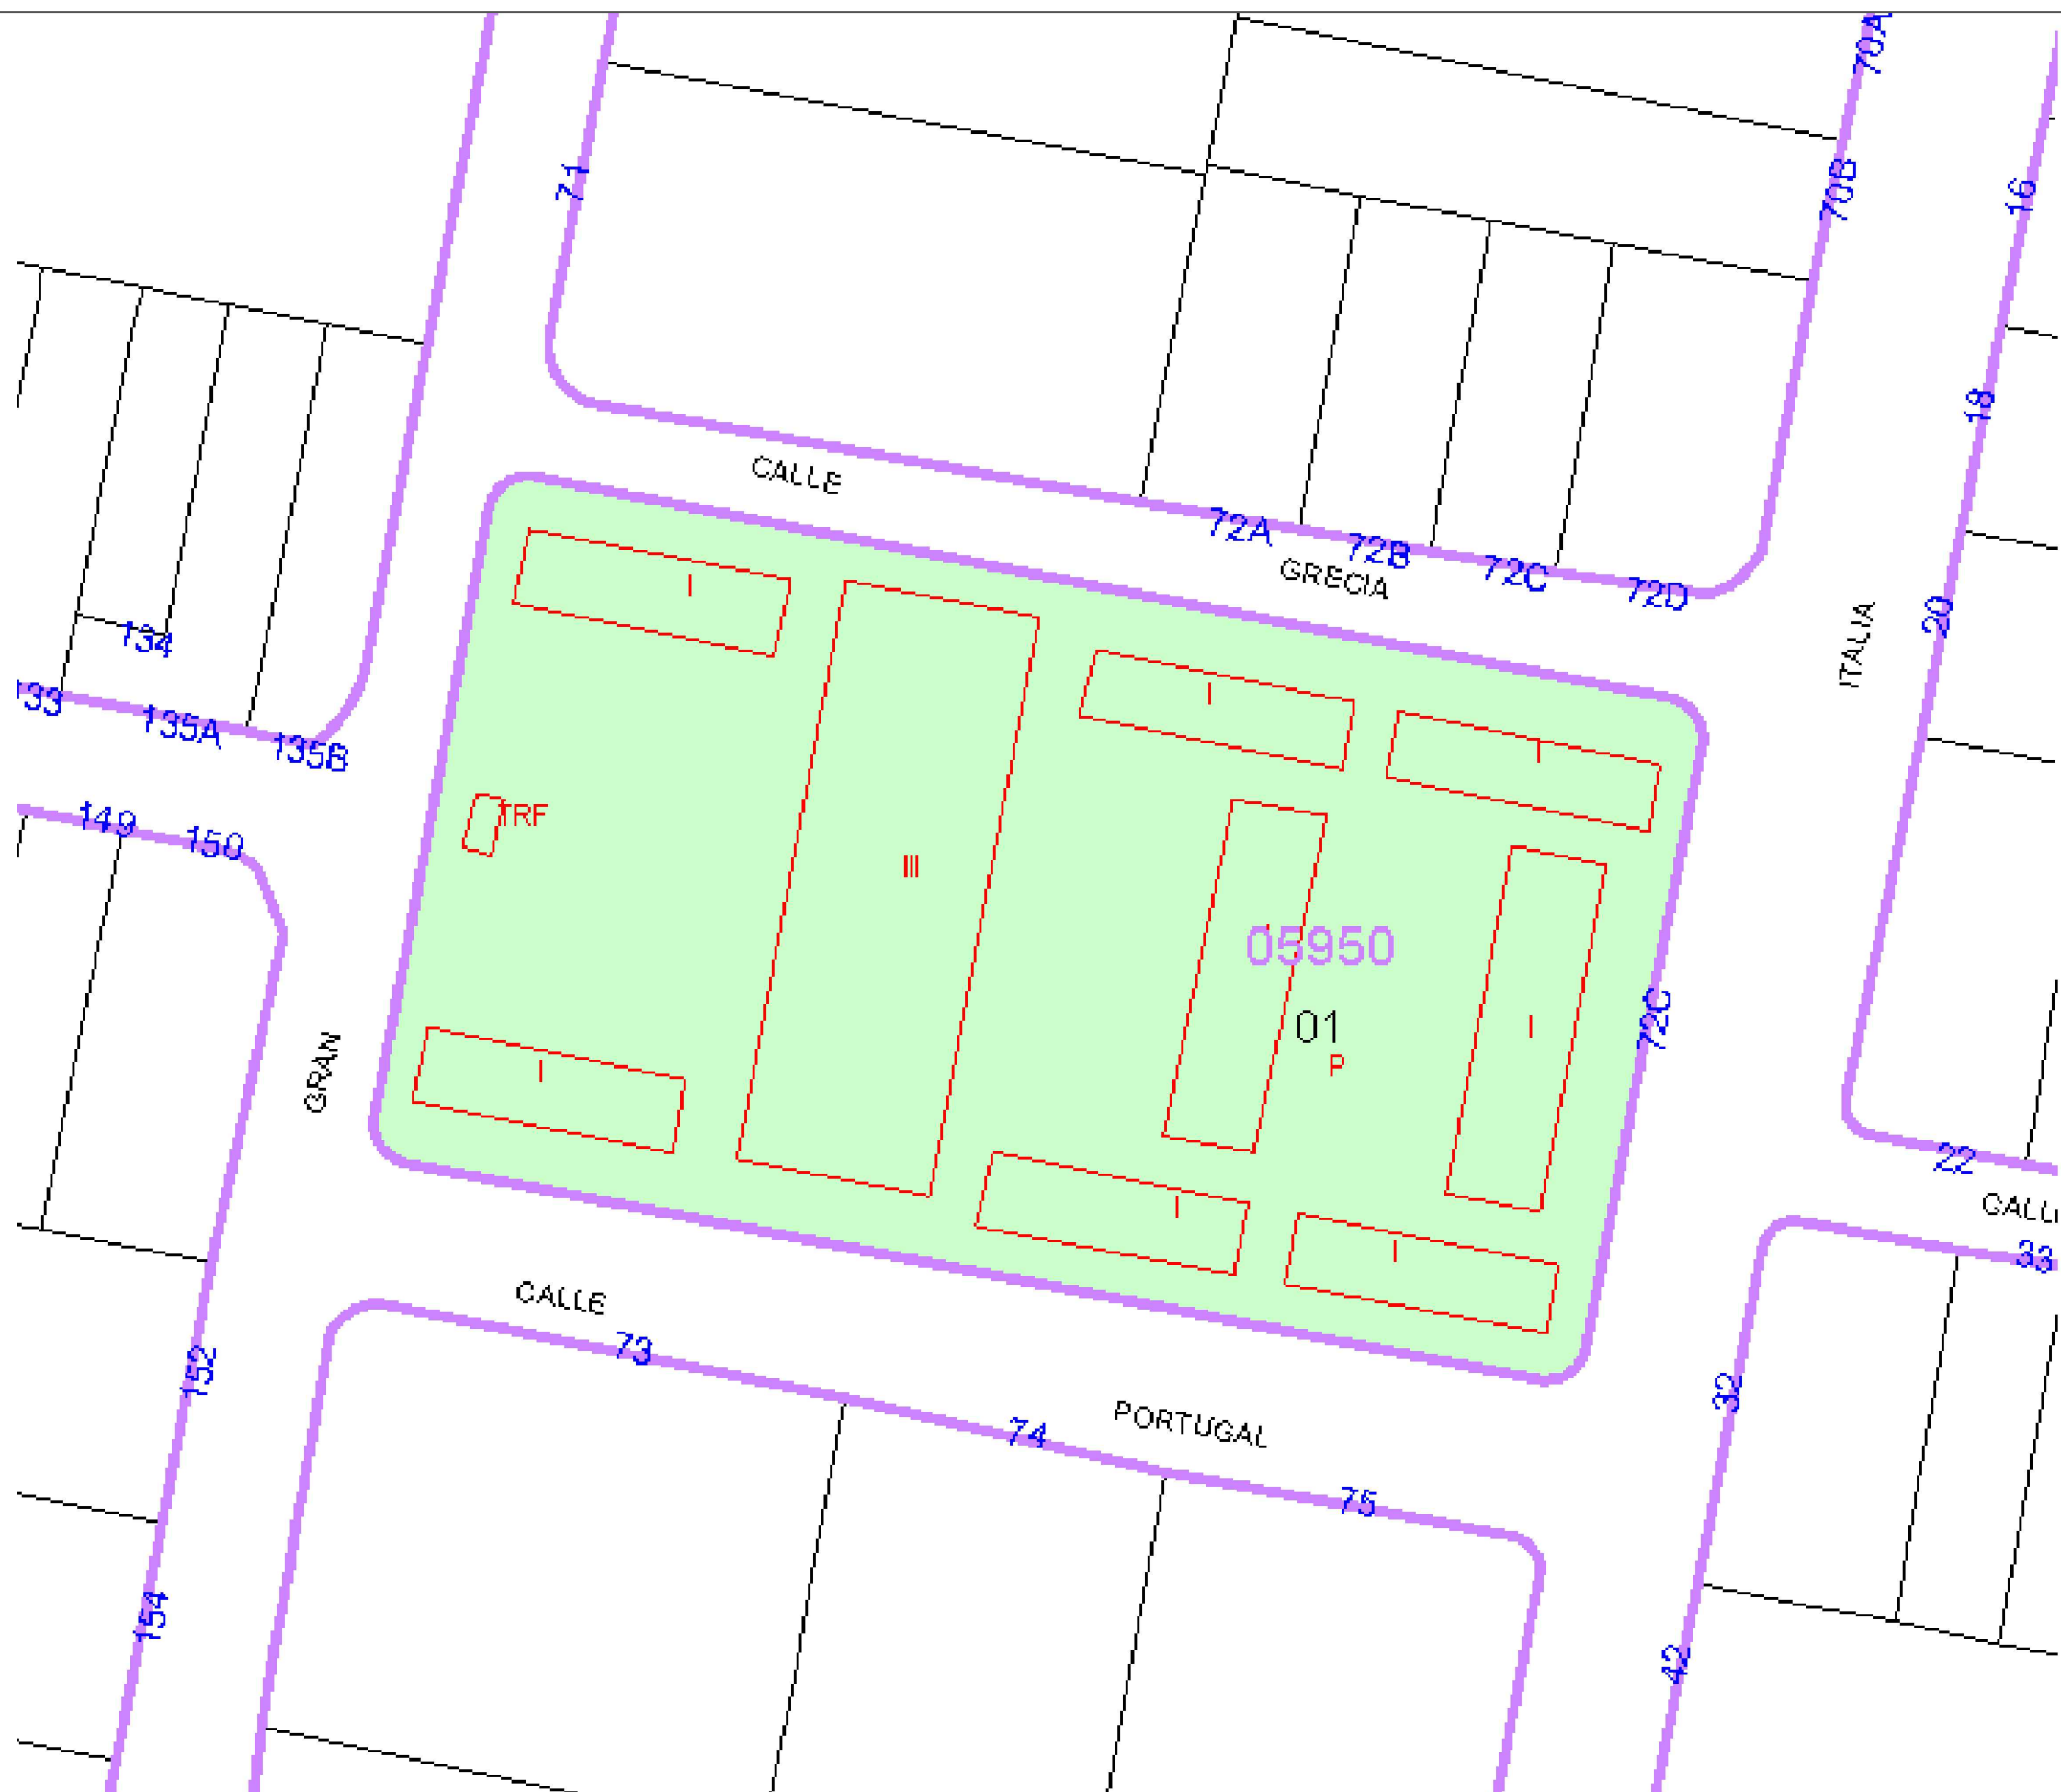 70A
71
70B
16
18
CALLE
72A
72B
72C
72D
GRECIA
I
20
ITALIA
134
133
135A
135B
I
I
149
150
TRF
III
I
05950
01
P
I
72C
GRAN
I
22
I
CALL
I
33
CALLE
73
152
32
PORTUGAL
74
75
154
42